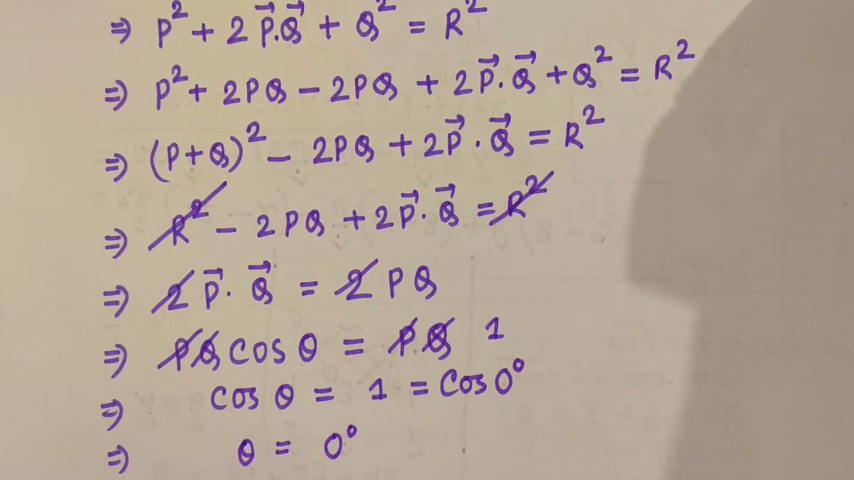 ⇒ P² + 2P⃗.Q⃗ + Q² = R²
⇒ P² + 2PQ − 2PQ + 2P⃗.Q⃗ + Q² = R²
⇒ (P+Q)² − 2PQ + 2P⃗.Q⃗ = R²
⇒ R² − 2PQ + 2P⃗.Q⃗ = R²
⇒ 2P⃗.Q⃗ = 2PQ
⇒ PQ cos θ = PQ 1
⇒ cos θ = 1 = cos 0°
⇒ θ = 0°